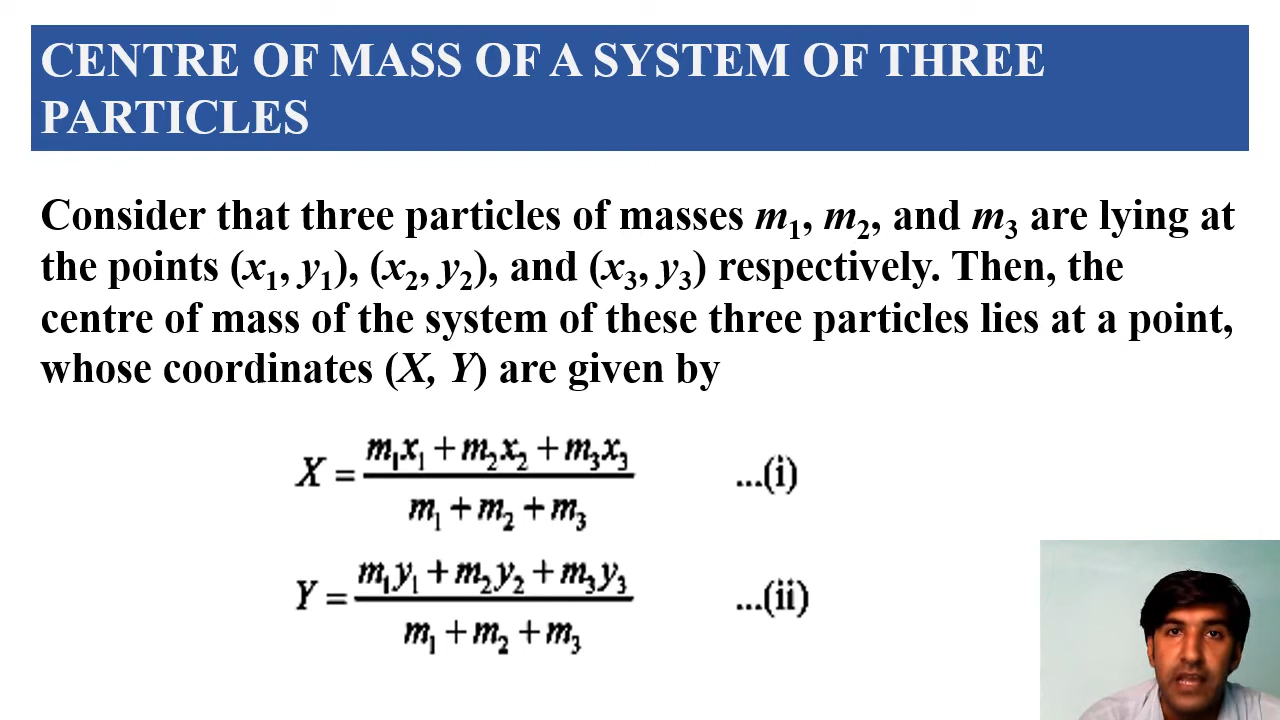 CENTRE OF MASS OF A SYSTEM OF THREE
PARTICLES
Consider that three particles of masses m₁, m₂, and m₃ are lying at
the points (x₁, y₁), (x₂, y₂), and (x₃, y₃) respectively. Then, the
centre of mass of the system of these three particles lies at a point,
whose coordinates (X, Y) are given by
X = (m₁x₁ + m₂x₂ + m₃x₃) / (m₁ + m₂ + m₃) ...(i)
Y = (m₁y₁ + m₂y₂ + m₃y₃) / (m₁ + m₂ + m₃) ...(ii)